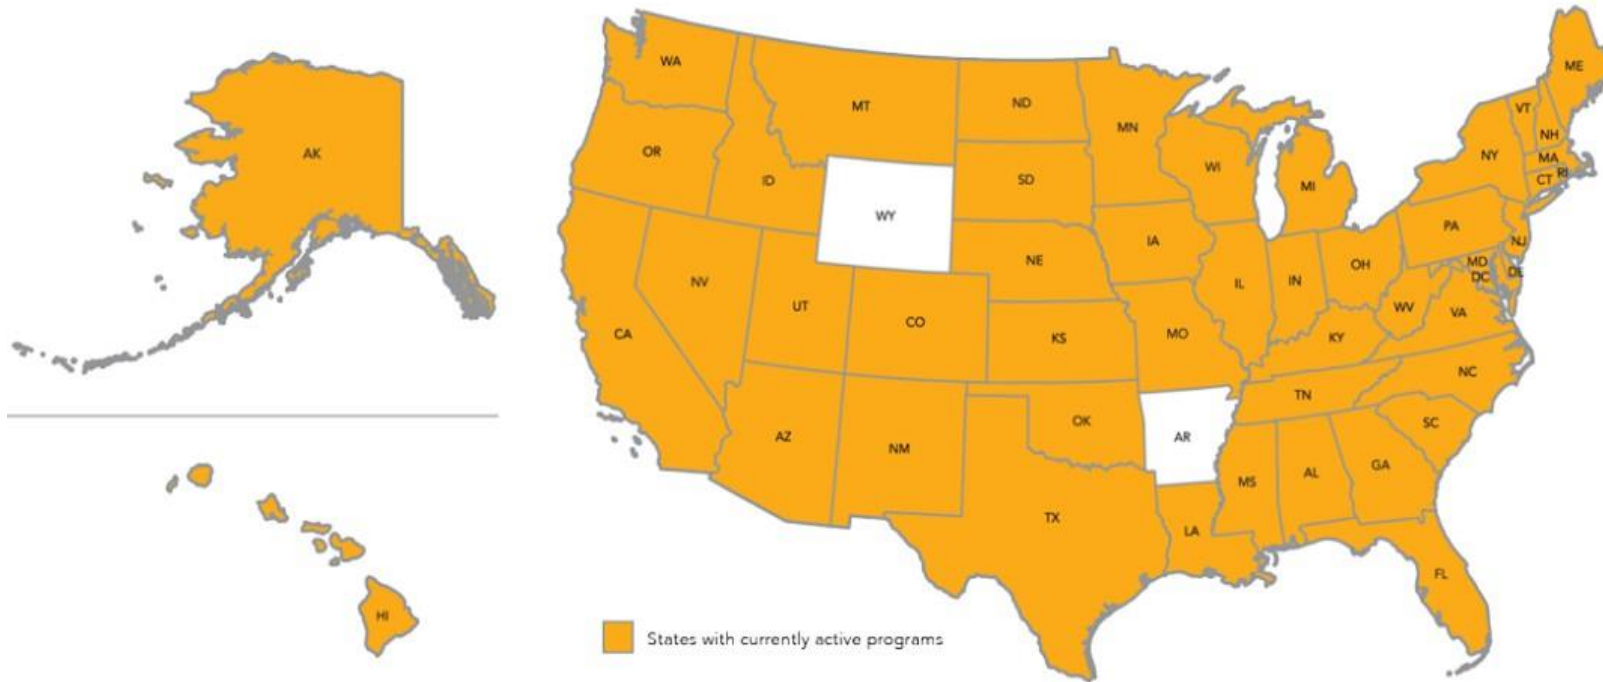 WA
MT
ND
MN
ME
VT
NH
NY
MA
CT
RI
AK
OR
ID
SD
WI
MI
WY
PA
NJ
IA
NE
OH
MD
DC
DE
NV
IL
IN
UT
CO
WV
VA
CA
KS
MO
KY
NC
TN
OK
SC
AZ
NM
AR
GA
AL
MS
TX
LA
FL
HI
States with currently active programs